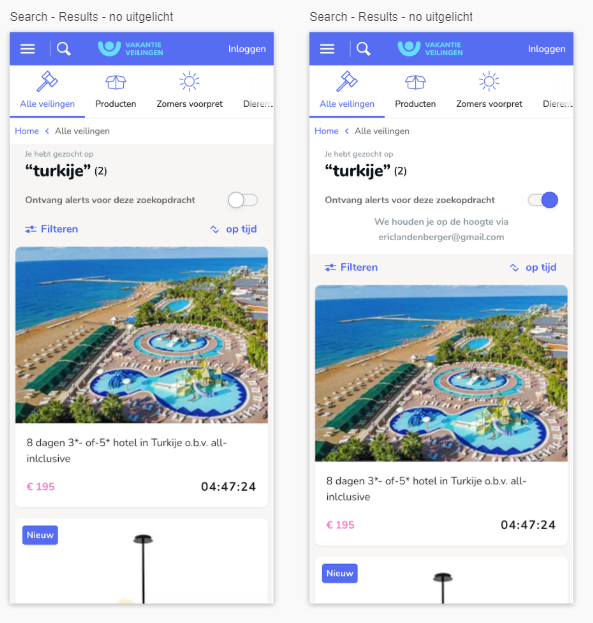 Search - Results - no uitgelicht
VAKANTIE
VEILINGEN
Inloggen
Alle veilingen
Producten
Zomers voorpret
Dieren...
Home < Alle veilingen
Je hebt gezocht op
“turkije” (2)
Ontvang alerts voor deze zoekopdracht
Filteren
op tijd
8 dagen 3*- of-5* hotel in Turkije o.b.v. all-
inlclusive
€ 195
04:47:24
Nieuw
Search - Results - no uitgelicht
VAKANTIE
VEILINGEN
Inloggen
Alle veilingen
Producten
Zomers voorpret
Dieren...
Home < Alle veilingen
Je hebt gezocht op
“turkije” (2)
Ontvang alerts voor deze zoekopdracht
We houden je op de hoogte via
ericlandenberger@gmail.com
Filteren
op tijd
8 dagen 3*- of-5* hotel in Turkije o.b.v. all-
inlclusive
€ 195
04:47:24
Nieuw